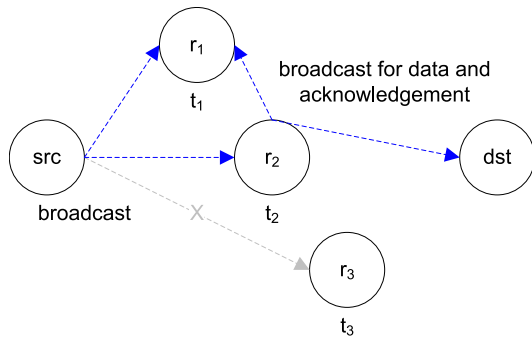 r1
t1
broadcast for data and
acknowledgement
src
r2
dst
broadcast
t2
X
r3
t3